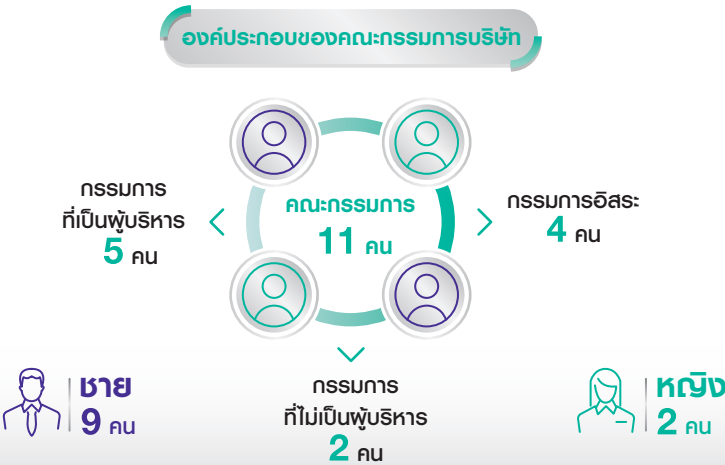 องค์ประกอบของคณะกรรมการบริษัท
กรรมการ
ที่เป็นผู้บริหาร
5 คน
คณะกรรมการ
11 คน
กรรมการอิสระ
4 คน
ชาย
9 คน
กรรมการ
ที่ไม่เป็นผู้บริหาร
2 คน
หญิง
2 คน